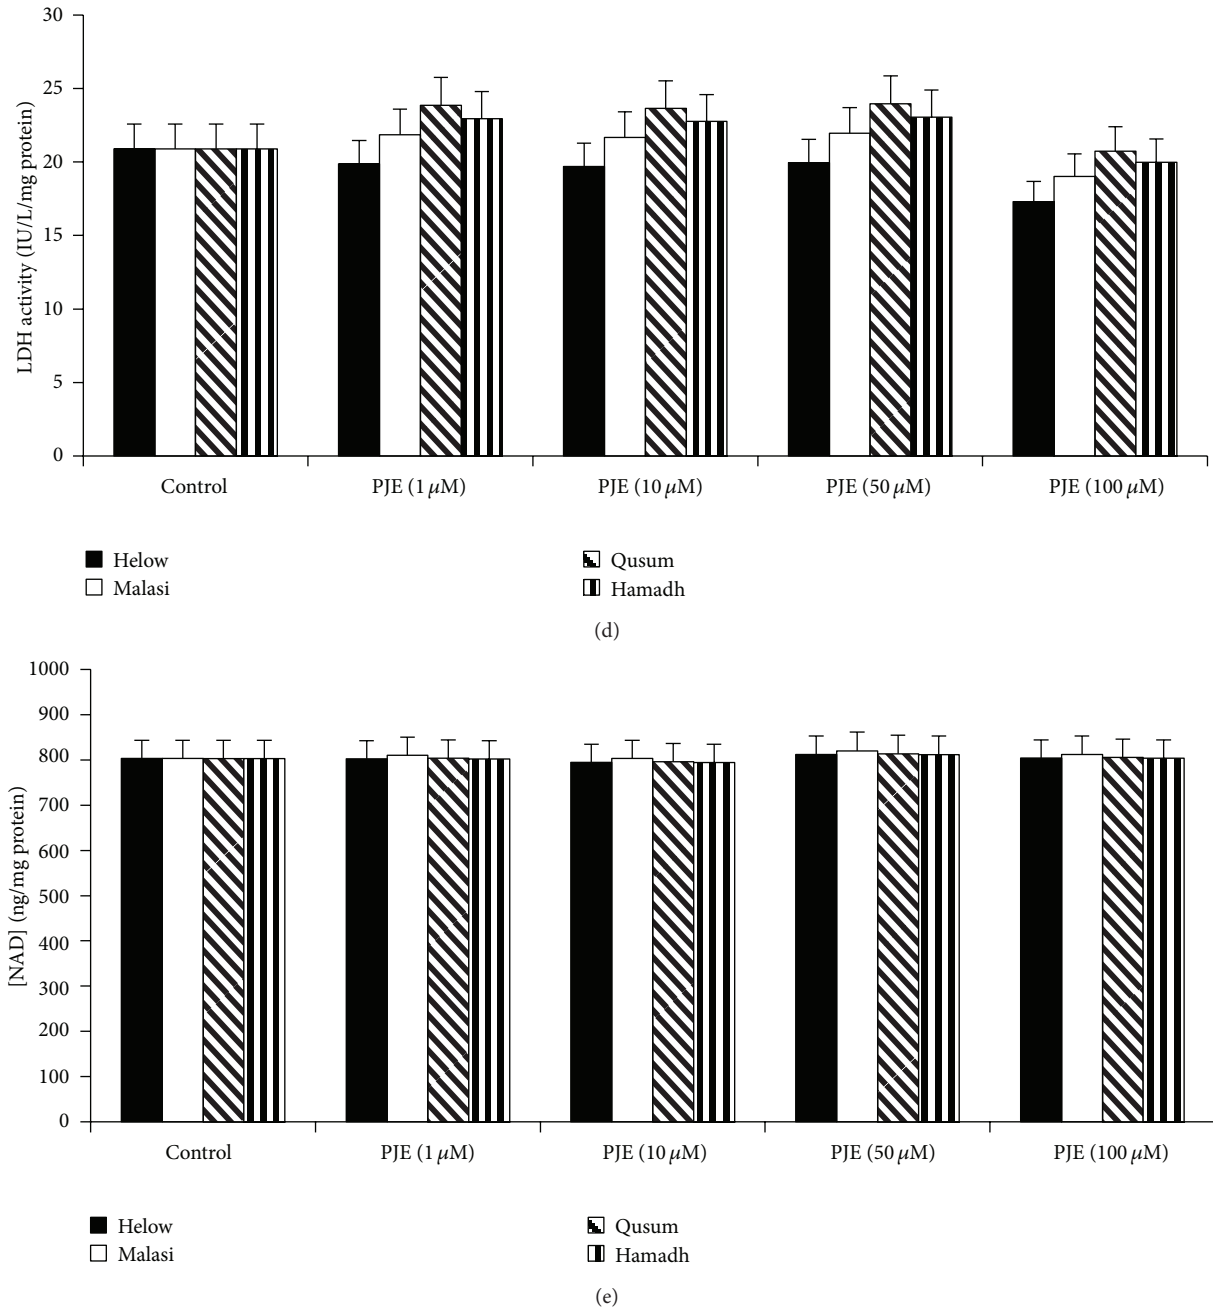 30
25
20
15
10
5
0
LDH activity (IU/L/mg protein)
Control
PJE (1 μM)
PJE (10 μM)
PJE (50 μM)
PJE (100 μM)
Helow
Malasi
Qusum
Hamadh
(d)
1000
900
800
700
600
500
400
300
200
100
0
[NAD] (ng/mg protein)
Control
PJE (1 μM)
PJE (10 μM)
PJE (50 μM)
PJE (100 μM)
Helow
Malasi
Qusum
Hamadh
(e)